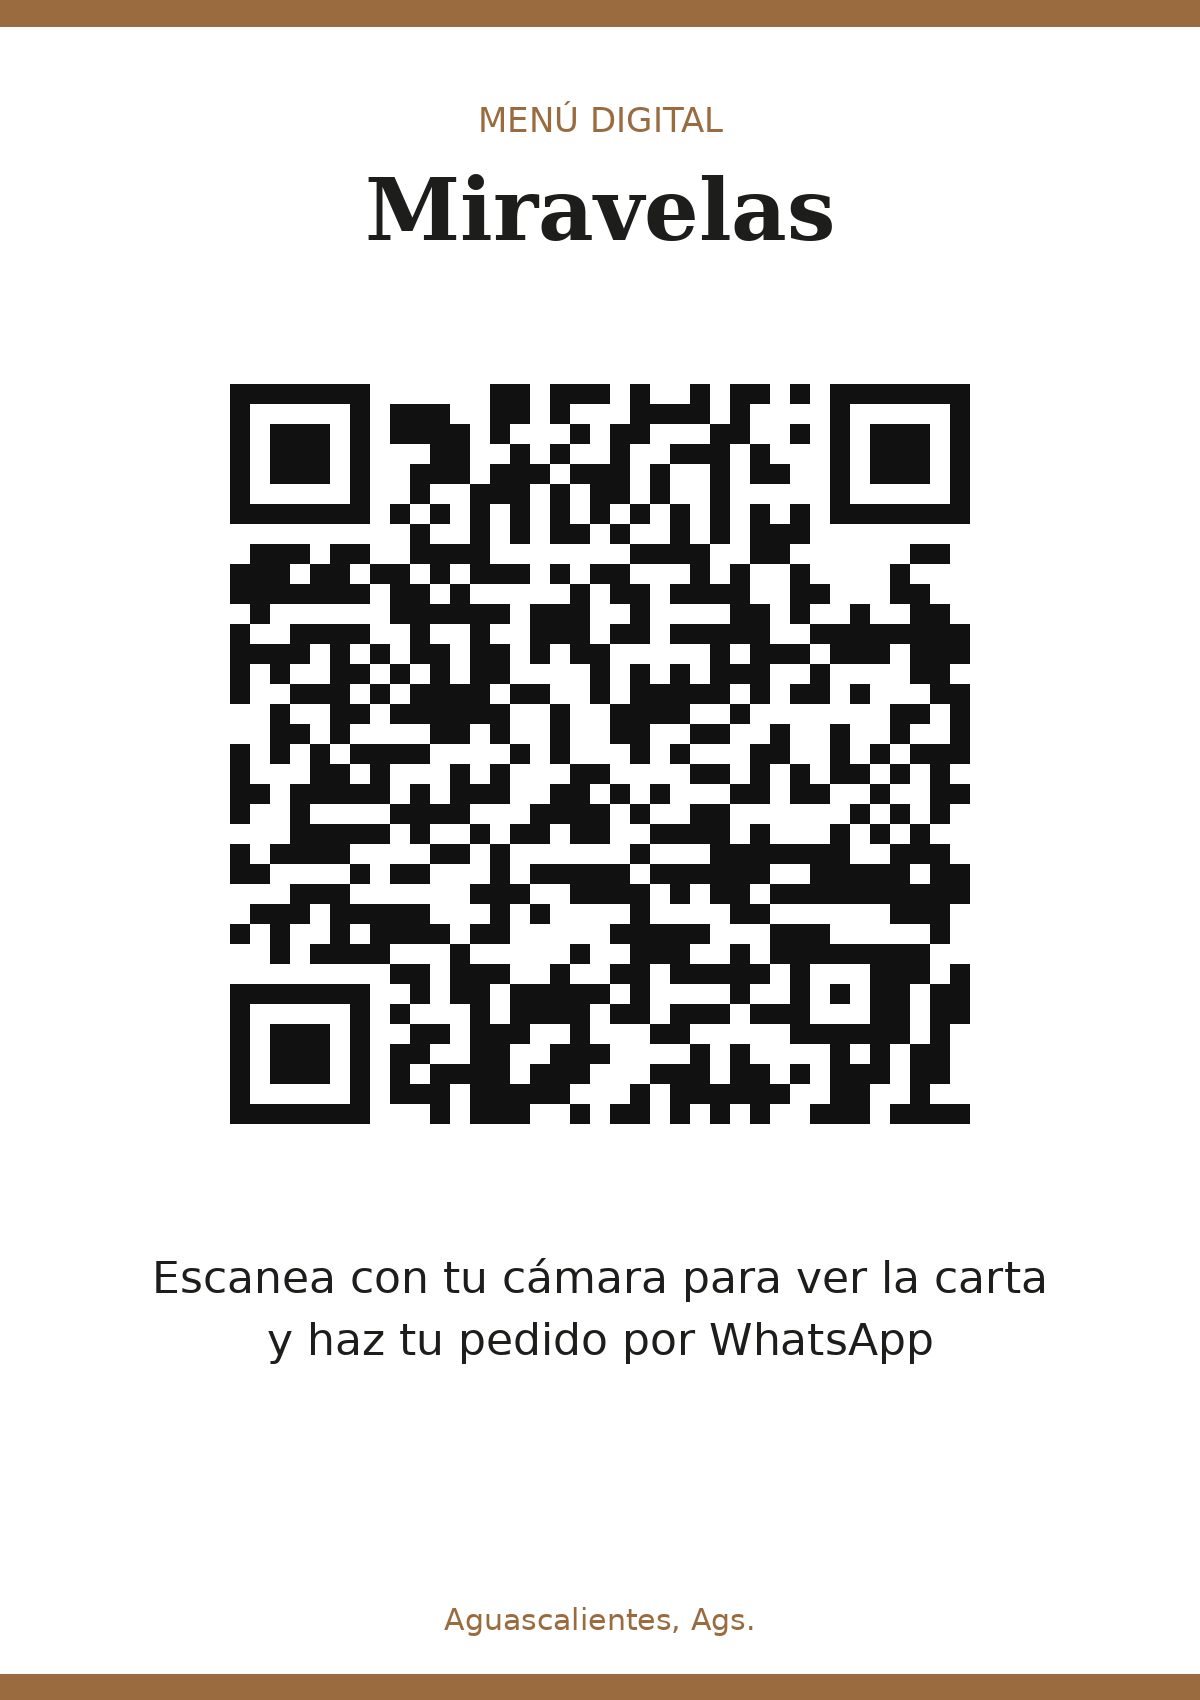 MENÚ DIGITAL
Miravelas
Escanea con tu cámara para ver la carta
y haz tu pedido por WhatsApp
Aguascalientes, Ags.